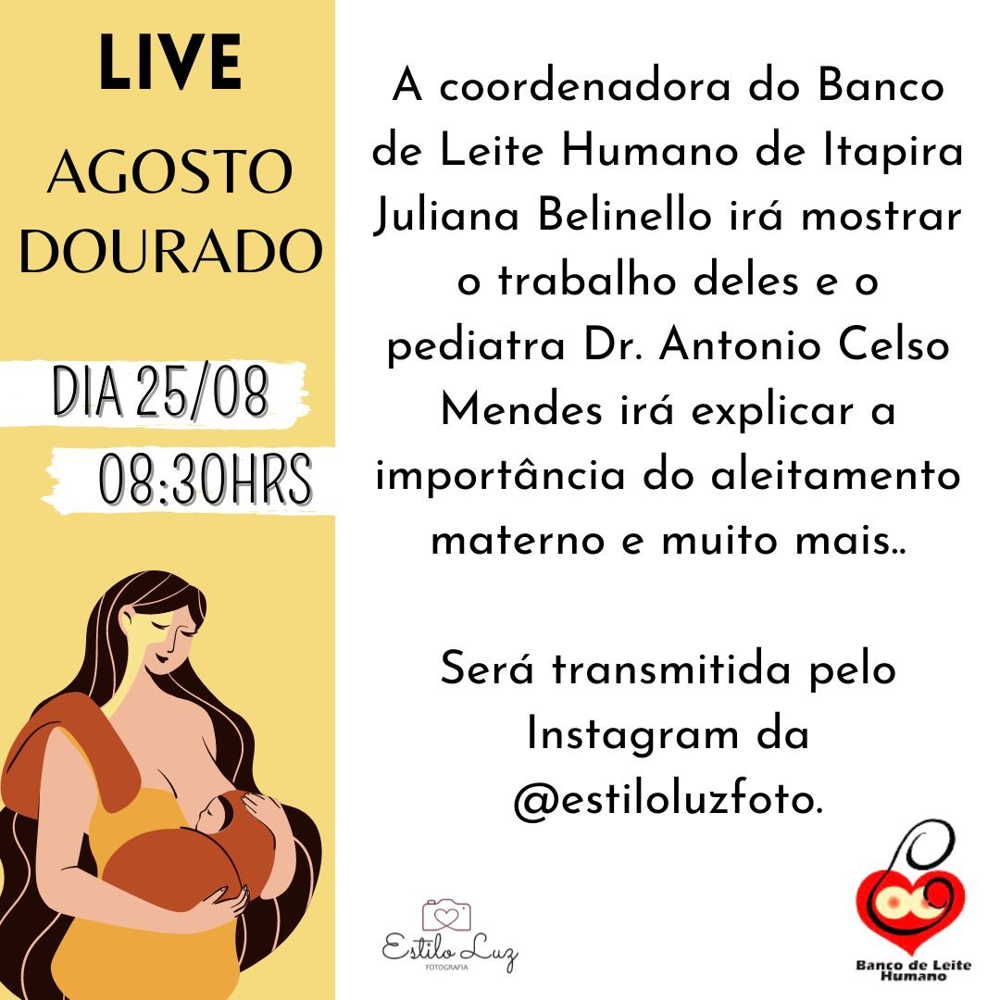 LIVE
AGOSTO
DOURADO
DIA 25/08
08:30HRS
A coordenadora do Banco
de Leite Humano de Itapira
Juliana Belinello irá mostrar
o trabalho deles e o
pediatra Dr. Antonio Celso
Mendes irá explicar a
importância do aleitamento
materno e muito mais..
Será transmitida pelo
Instagram da
@estiloluzfoto.
Estilo Luz
FOTOGRAFIA
Banco de Leite
Humano